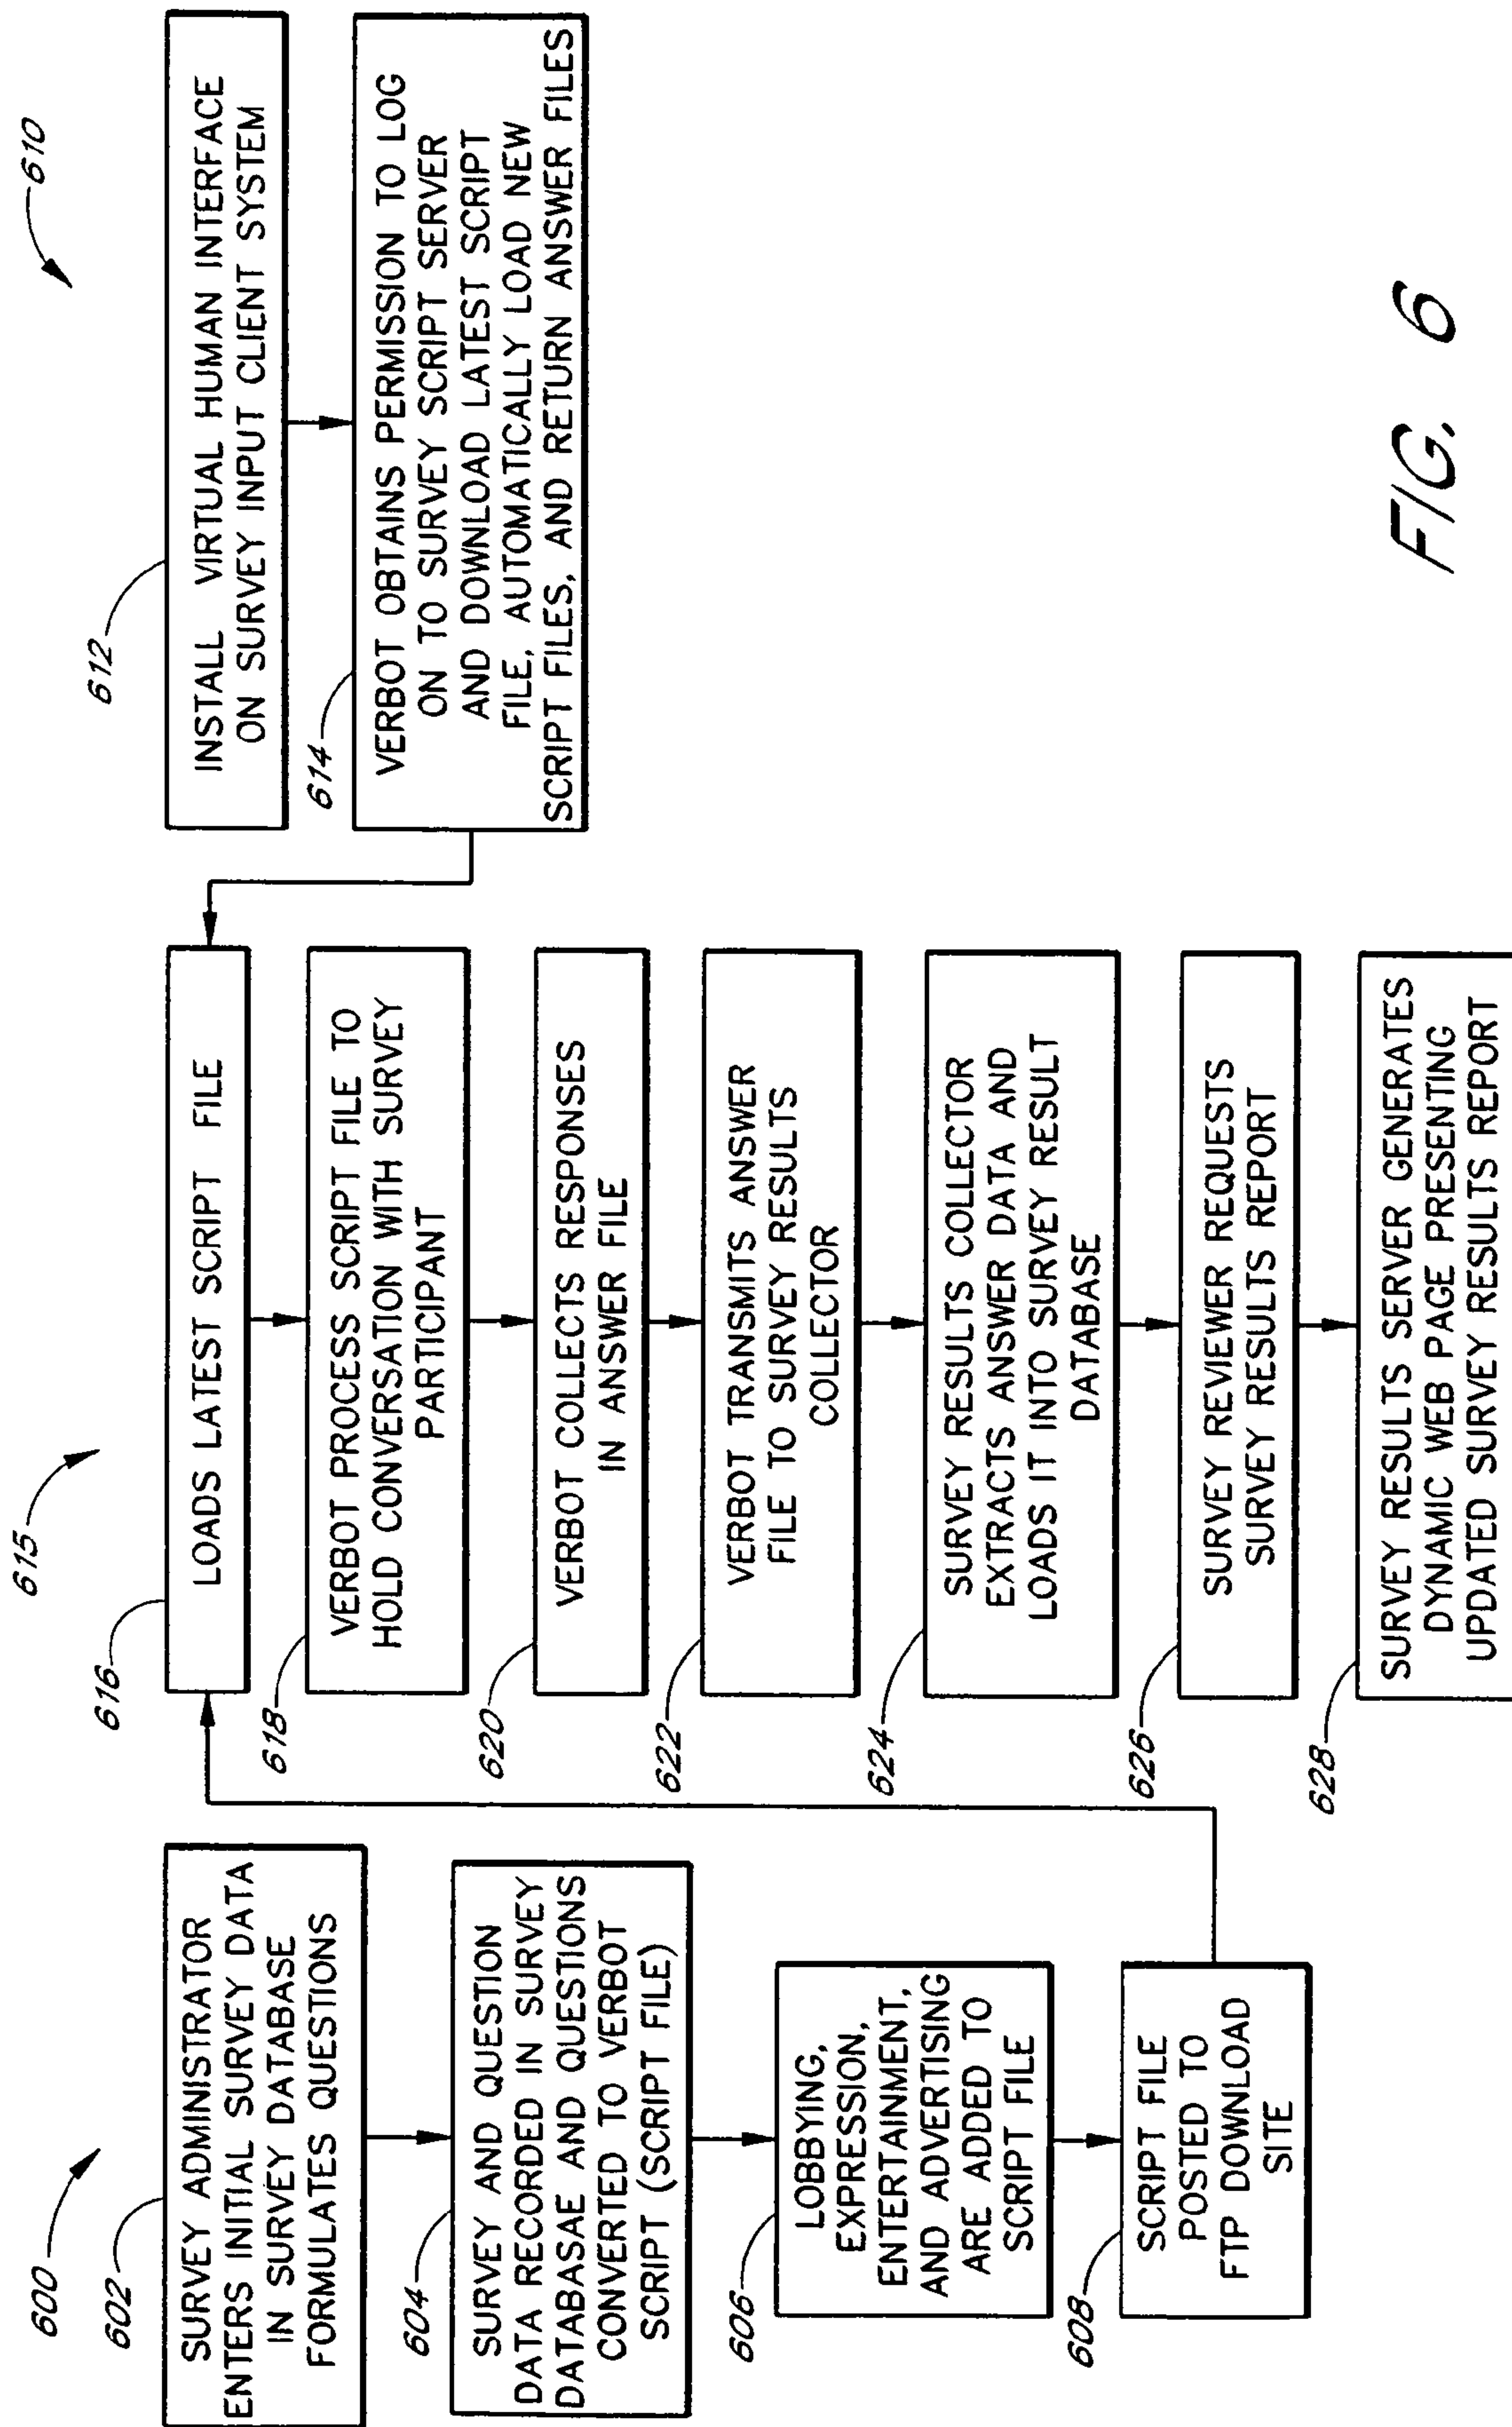 600
602
SURVEY ADMINISTRATOR
ENTERS INITIAL SURVEY DATA
IN SURVEY DATABASE
FORMULATES QUESTIONS
604
SURVEY AND QUESTION
DATA RECORDED IN SURVEY
DATABASAE AND QUESTIONS
CONVERTED TO VERBOT
SCRIPT (SCRIPT FILE)
606
LOBBYING,
EXPRESSION,
ENTERTAINMENT,
AND ADVERTISING
ARE ADDED TO
SCRIPT FILE
608
SCRIPT FILE
POSTED TO
FTP DOWNLOAD
SITE
615
616
LOADS LATEST SCRIPT FILE
618
VERBOT PROCESS SCRIPT FILE TO
HOLD CONVERSATION WITH SURVEY
PARTICIPANT
620
VERBOT COLLECTS RESPONSES
IN ANSWER FILE
622
VERBOT TRANSMITS ANSWER
FILE TO SURVEY RESULTS
COLLECTOR
624
SURVEY RESULTS COLLECTOR
EXTRACTS ANSWER DATA AND
LOADS IT INTO SURVEY RESULT
DATABASE
626
SURVEY REVIEWER REQUESTS
SURVEY RESULTS REPORT
628
SURVEY RESULTS SERVER GENERATES
DYNAMIC WEB PAGE PRESENTING
UPDATED SURVEY RESULTS REPORT
610
612
INSTALL VIRTUAL HUMAN INTERFACE
ON SURVEY INPUT CLIENT SYSTEM
614
VERBOT OBTAINS PERMISSION TO LOG
ON TO SURVEY SCRIPT SERVER
AND DOWNLOAD LATEST SCRIPT
FILE, AUTOMATICALLY LOAD NEW
SCRIPT FILES, AND RETURN ANSWER FILES
FIG. 6